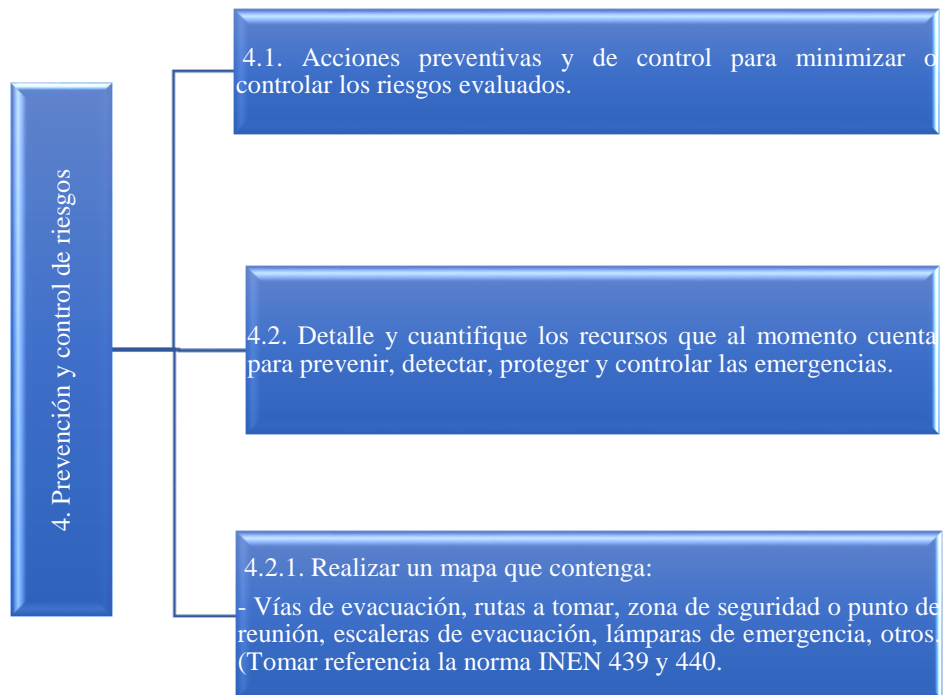 4. Prevención y control de riesgos
4.1. Acciones preventivas y de control para minimizar o
controlar los riesgos evaluados.
4.2. Detalle y cuantifique los recursos que al momento cuenta
para prevenir, detectar, proteger y controlar las emergencias.
4.2.1. Realizar un mapa que contenga:
- Vías de evacuación, rutas a tomar, zona de seguridad o punto de
reunión, escaleras de evacuación, lámparas de emergencia, otros.
(Tomar referencia la norma INEN 439 y 440.